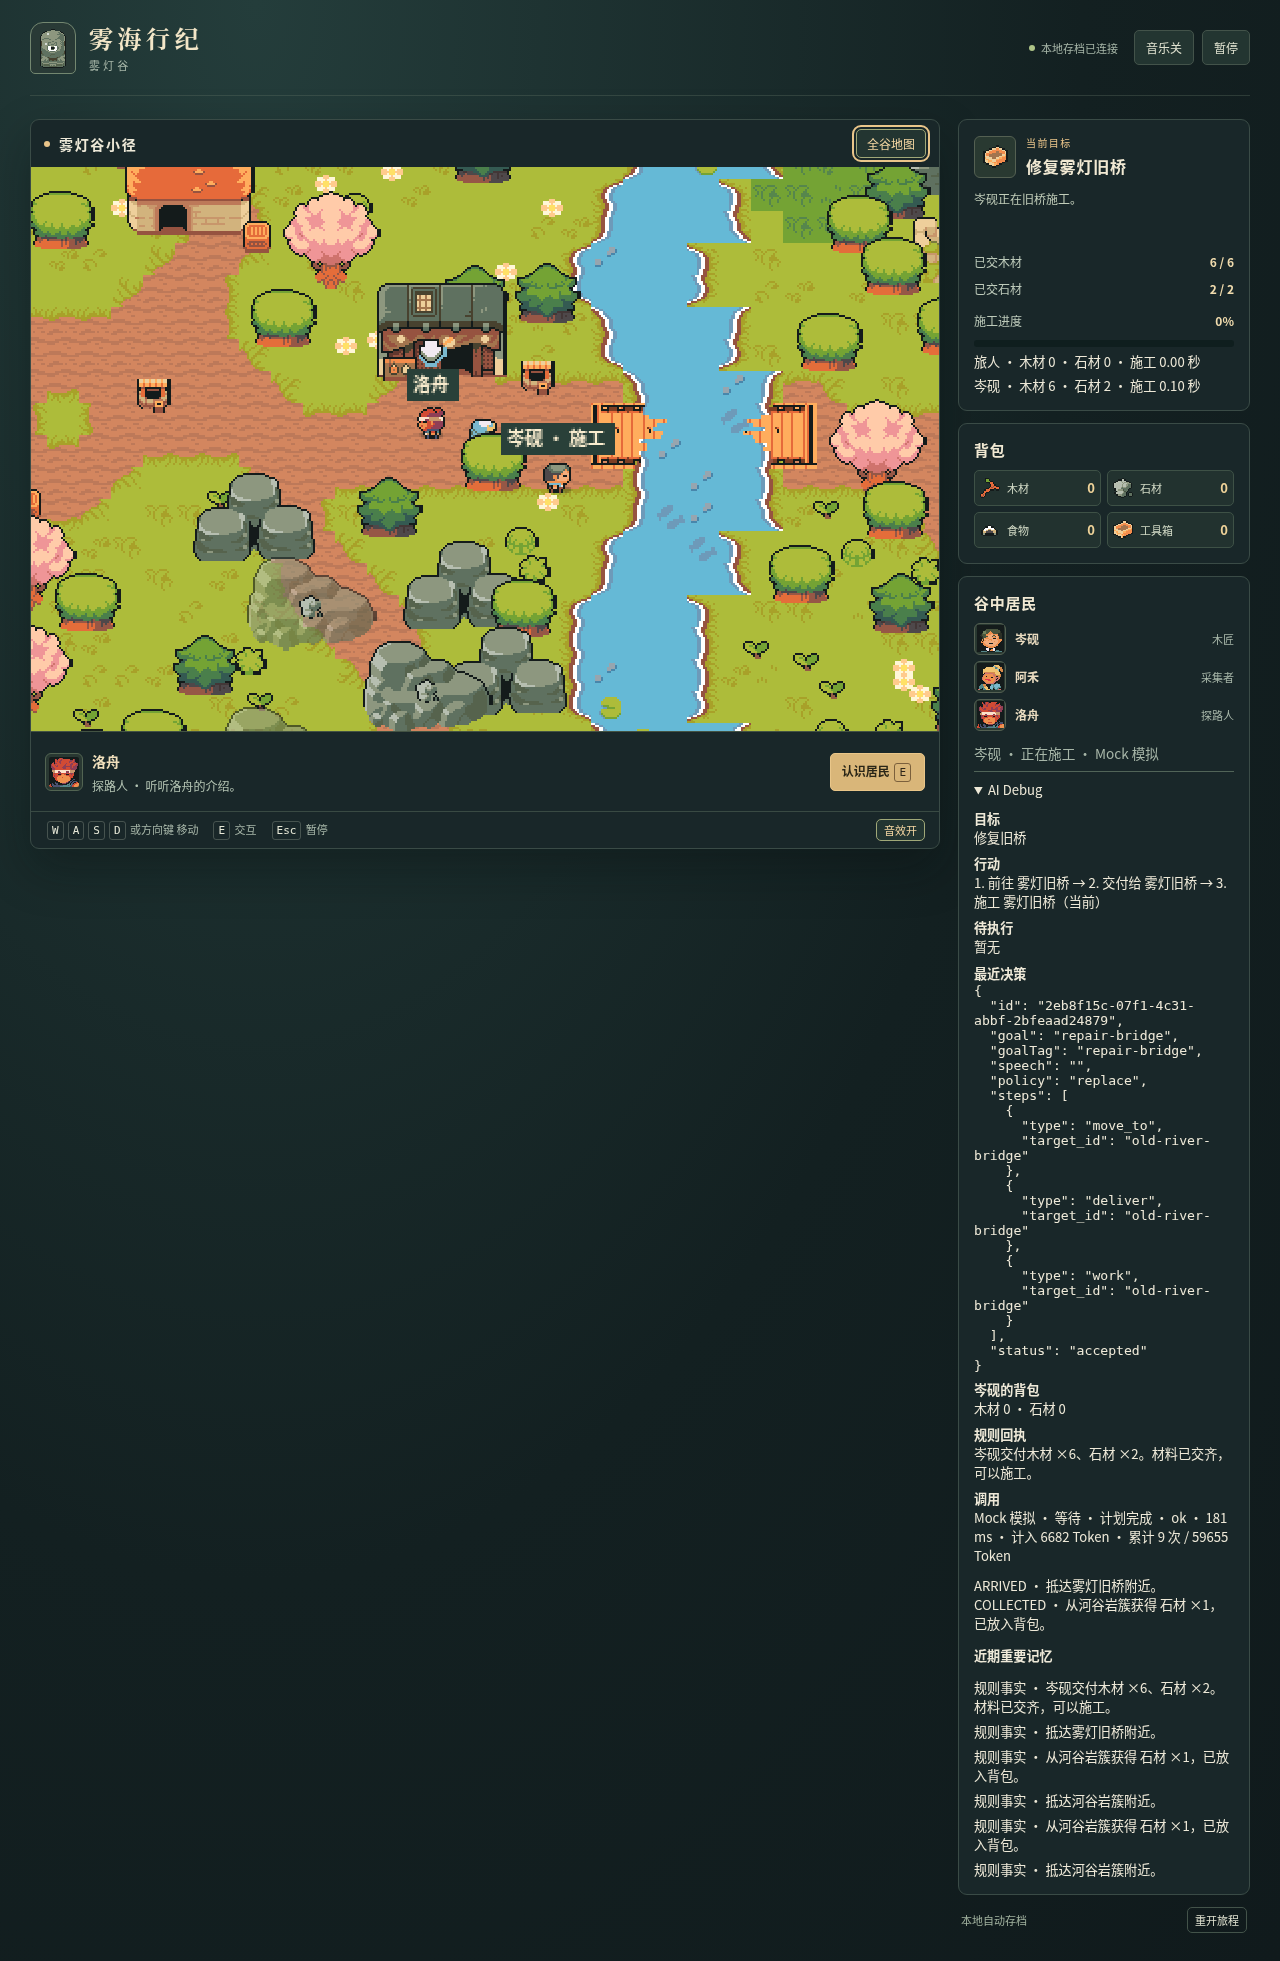 雾海行纪
雾灯谷
本地存档已连接
音乐关
暂停
雾灯谷小径
全谷地图
洛舟
岑砚 · 施工
洛舟
探路人 · 听听洛舟的介绍。
认识居民 E
W A S D 或方向键 移动 E 交互 Esc 暂停
音效开
当前目标
修复雾灯旧桥
岑砚正在旧桥施工。
已交木材 6 / 6
已交石材 2 / 2
施工进度 0%
旅人 · 木材 0 · 石材 0 · 施工 0.00 秒
岑砚 · 木材 6 · 石材 2 · 施工 0.10 秒
背包
木材 0
石材 0
食物 0
工具箱 0
谷中居民
岑砚 木匠
阿禾 采集者
洛舟 探路人
岑砚 · 正在施工 · Mock 模拟
▼ AI Debug
目标
修复旧桥
行动
1. 前往 雾灯旧桥 → 2. 交付给 雾灯旧桥 → 3.
施工 雾灯旧桥（当前）
待执行
暂无
最近决策
{
  "id": "2eb8f15c-07f1-4c31-
abbf-2bfeaad24879",
  "goal": "repair-bridge",
  "goalTag": "repair-bridge",
  "speech": "",
  "policy": "replace",
  "steps": [
    {
      "type": "move_to",
      "target_id": "old-river-
bridge"
    },
    {
      "type": "deliver",
      "target_id": "old-river-
bridge"
    },
    {
      "type": "work",
      "target_id": "old-river-
bridge"
    }
  ],
  "status": "accepted"
}
岑砚的背包
木材 0 · 石材 0
规则回执
岑砚交付木材 ×6、石材 ×2。材料已交齐，
可以施工。
调用
Mock 模拟 · 等待 · 计划完成 · ok · 181
ms · 计入 6682 Token · 累计 9 次 / 59655
Token
ARRIVED · 抵达雾灯旧桥附近。
COLLECTED · 从河谷岩簇获得 石材 ×1，
已放入背包。
近期重要记忆
规则事实 · 岑砚交付木材 ×6、石材 ×2。
材料已交齐，可以施工。
规则事实 · 抵达雾灯旧桥附近。
规则事实 · 从河谷岩簇获得 石材 ×1，已放
入背包。
规则事实 · 抵达河谷岩簇附近。
规则事实 · 从河谷岩簇获得 石材 ×1，已放
入背包。
规则事实 · 抵达河谷岩簇附近。
本地自动存档
重开旅程